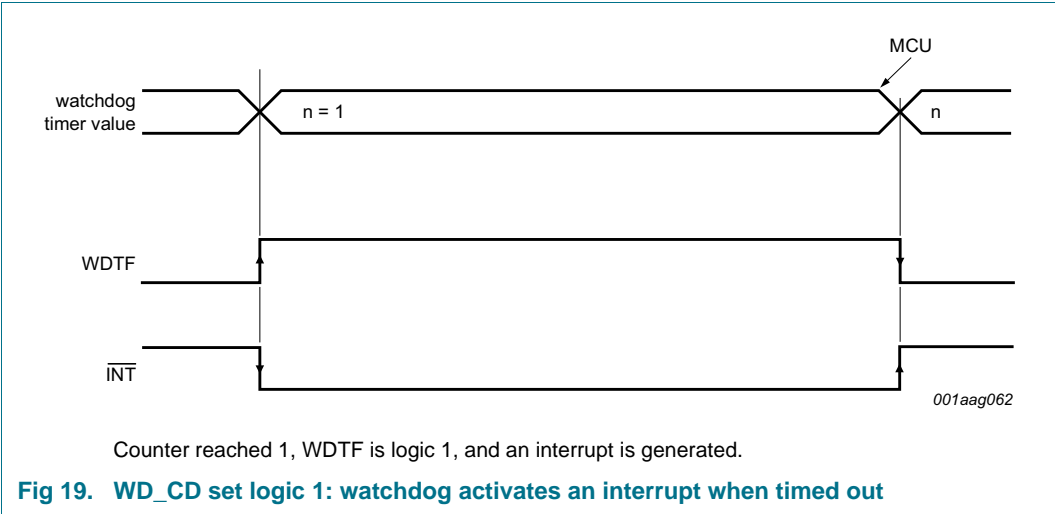 MCU
watchdog
timer value
n = 1
n
WDTF
INT
001aag062
Counter reached 1, WDTF is logic 1, and an interrupt is generated.
Fig 19. WD_CD set logic 1: watchdog activates an interrupt when timed out